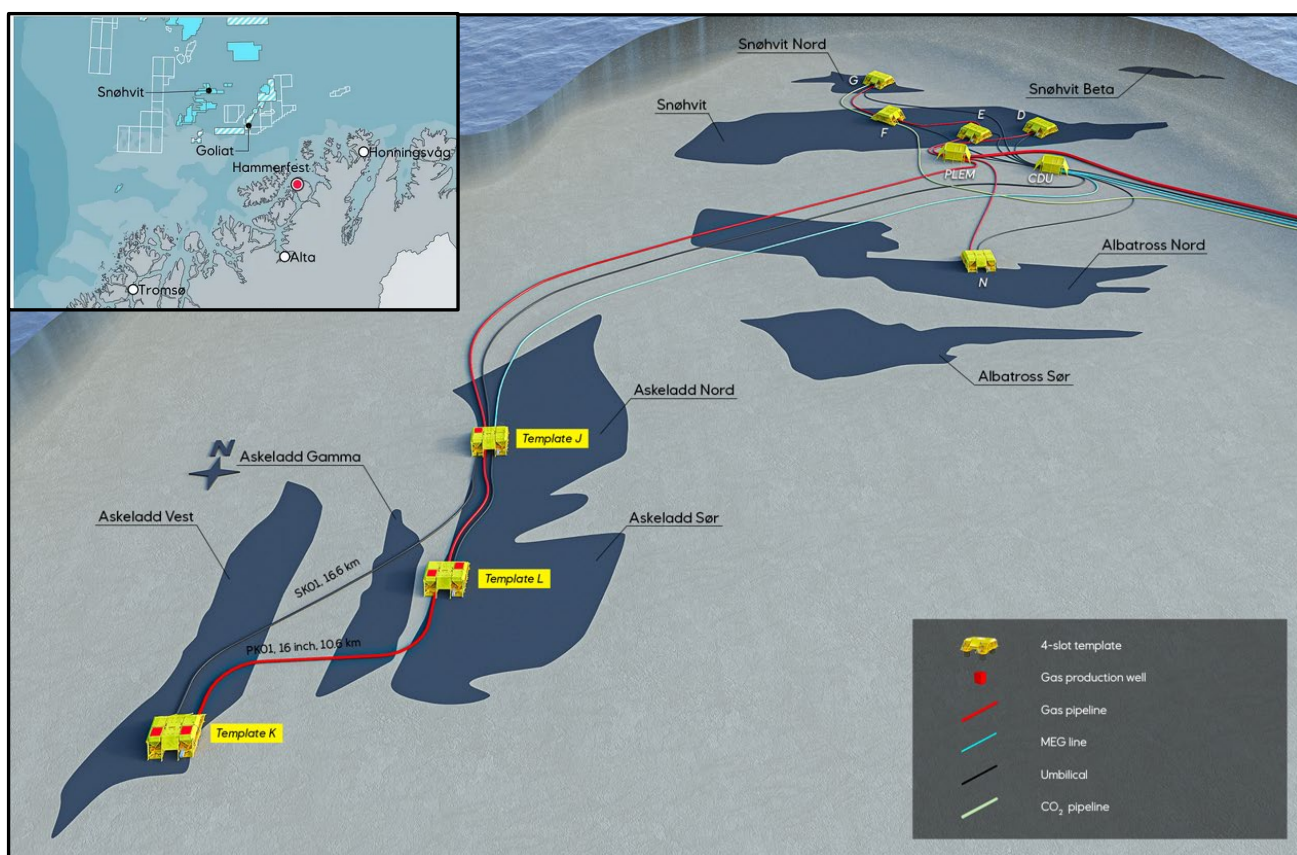 Snøhvit
Goliat
Hammerfest
Honningsvåg
Alta
Tromsø
Snøhvit Nord
G
Snøhvit Beta
Snøhvit
F
E
D
PLEM
CDU
Albatross Nord
N
Albatross Sør
Askeladd Nord
Template J
N
Askeladd Gamma
Askeladd Vest
Askeladd Sør
SK01, 16.6 km
Template L
PK01, 16 inch, 10.6 km
Template K
4-slot template
Gas production well
Gas pipeline
MEG line
Umbilical
CO₂ pipeline